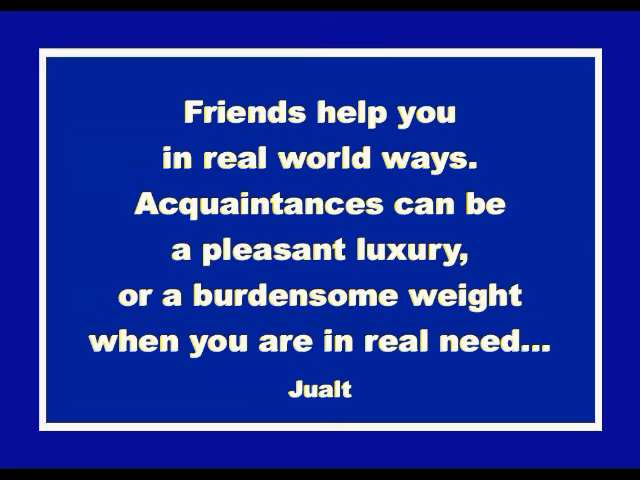 Friends help you
in real world ways.
Acquaintances can be
a pleasant luxury,
or a burdensome weight
when you are in real need...
Jualt